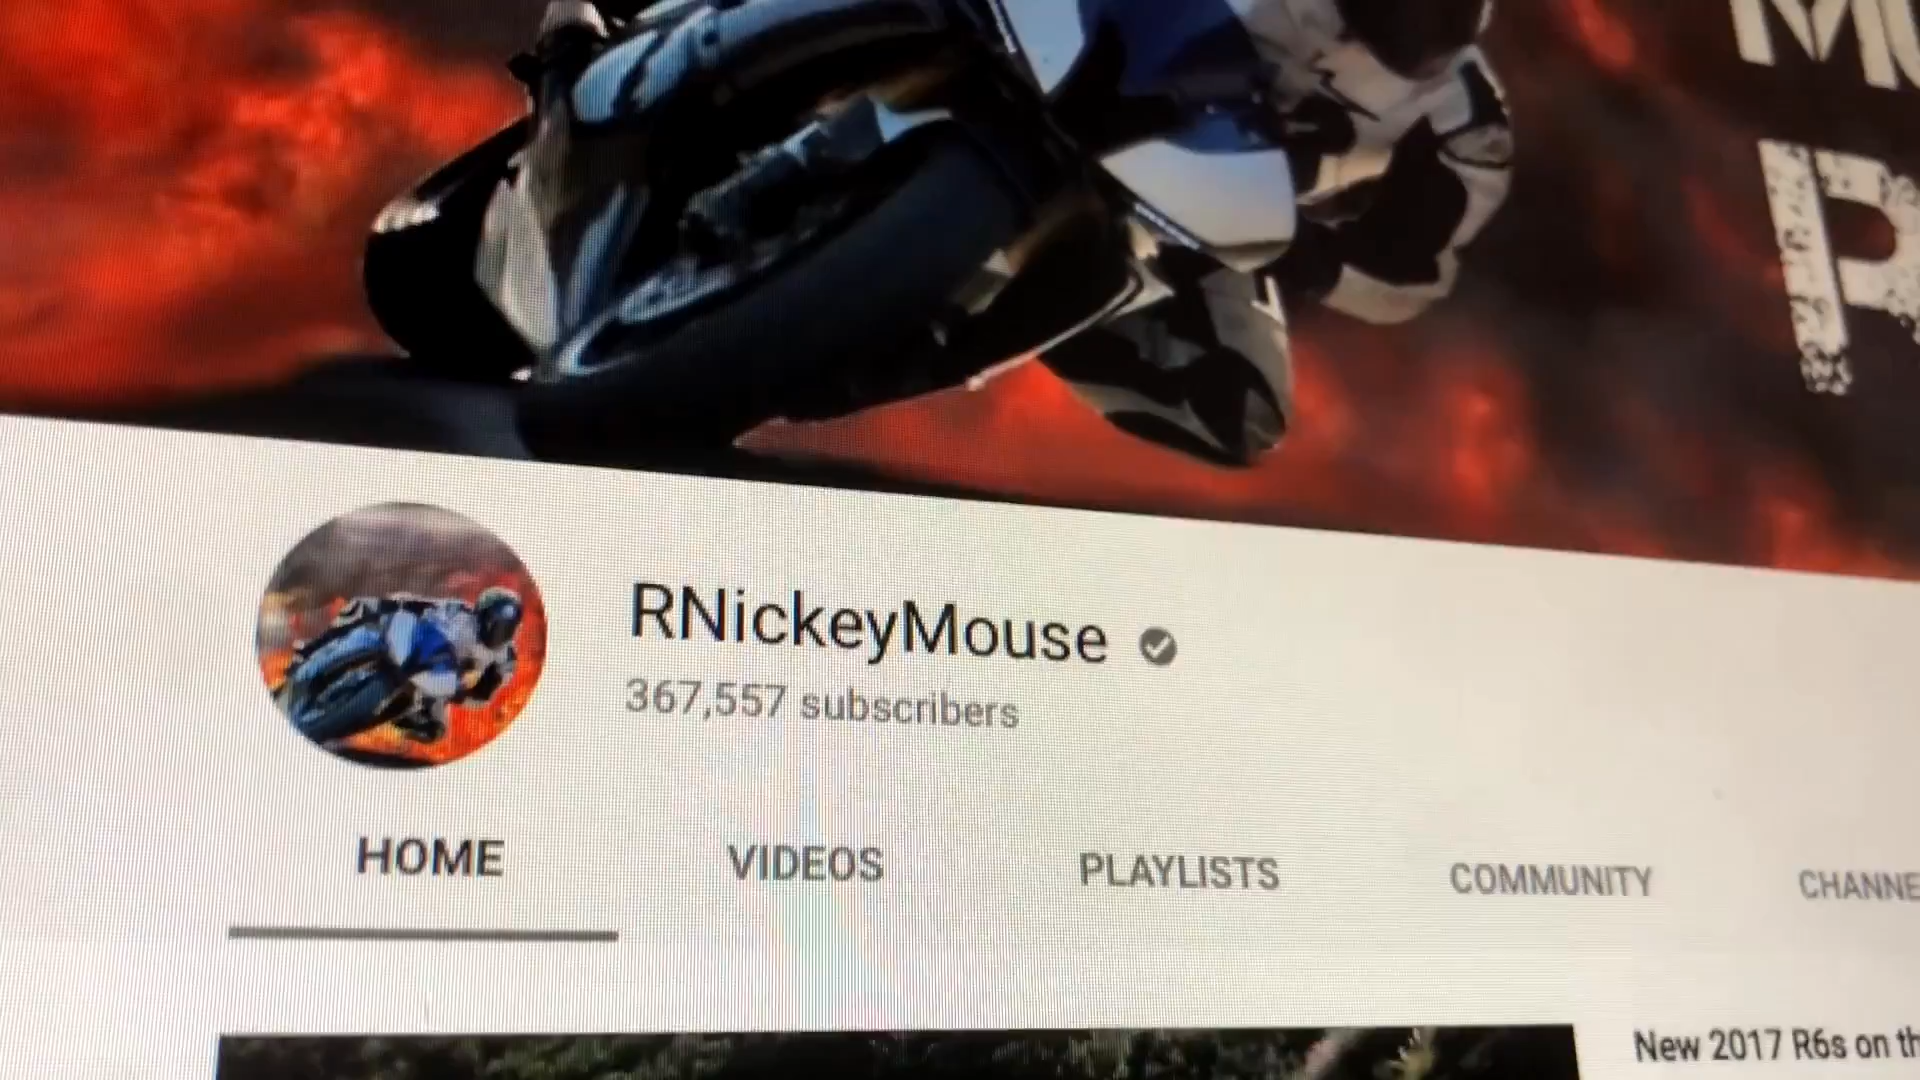 RNickeyMouse
367,557 subscribers
HOME VIDEOS PLAYLISTS COMMUNITY
New 2017 R6s on